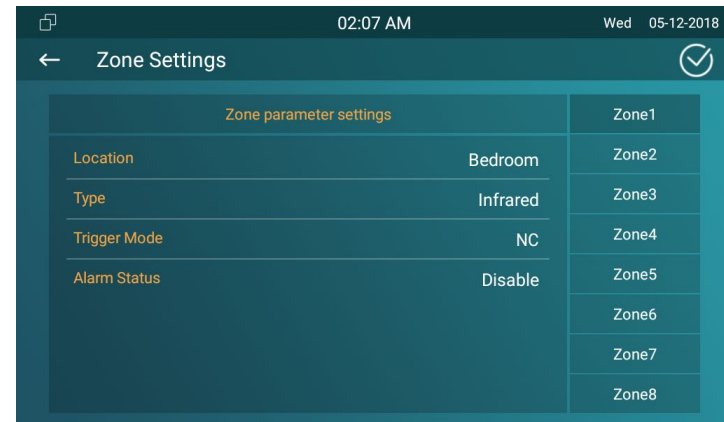 02:07 AM Wed 05-12-2018
Zone Settings
Zone parameter settings
Location Bedroom
Type Infrared
Trigger Mode NC
Alarm Status Disable
Zone1
Zone2
Zone3
Zone4
Zone5
Zone6
Zone7
Zone8